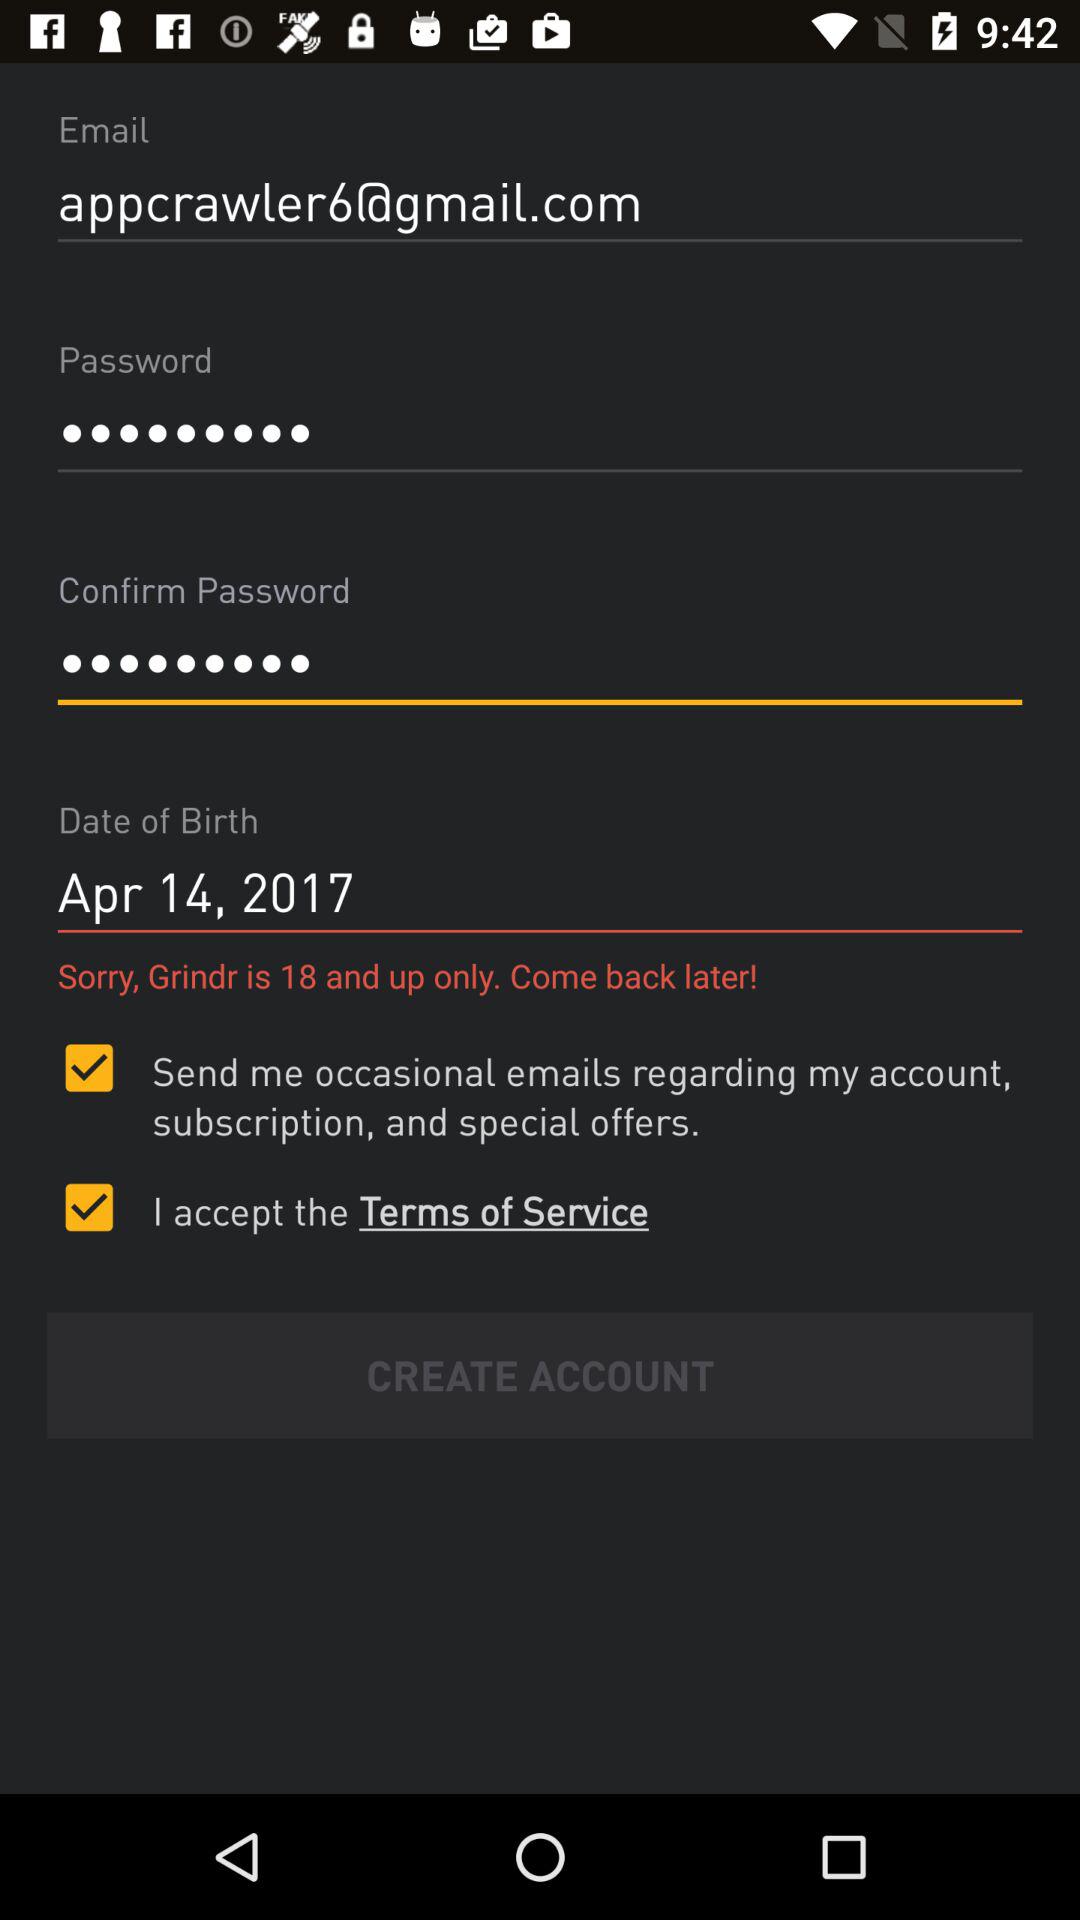 FAKE
9:42
Email
appcrawler6@gmail.com
Password
•••••••••
Confirm Password
•••••••••
Date of Birth
Apr 14, 2017
Sorry, Grindr is 18 and up only. Come back later!
Send me occasional emails regarding my account,
subscription, and special offers.
I accept the Terms of Service
CREATE ACCOUNT